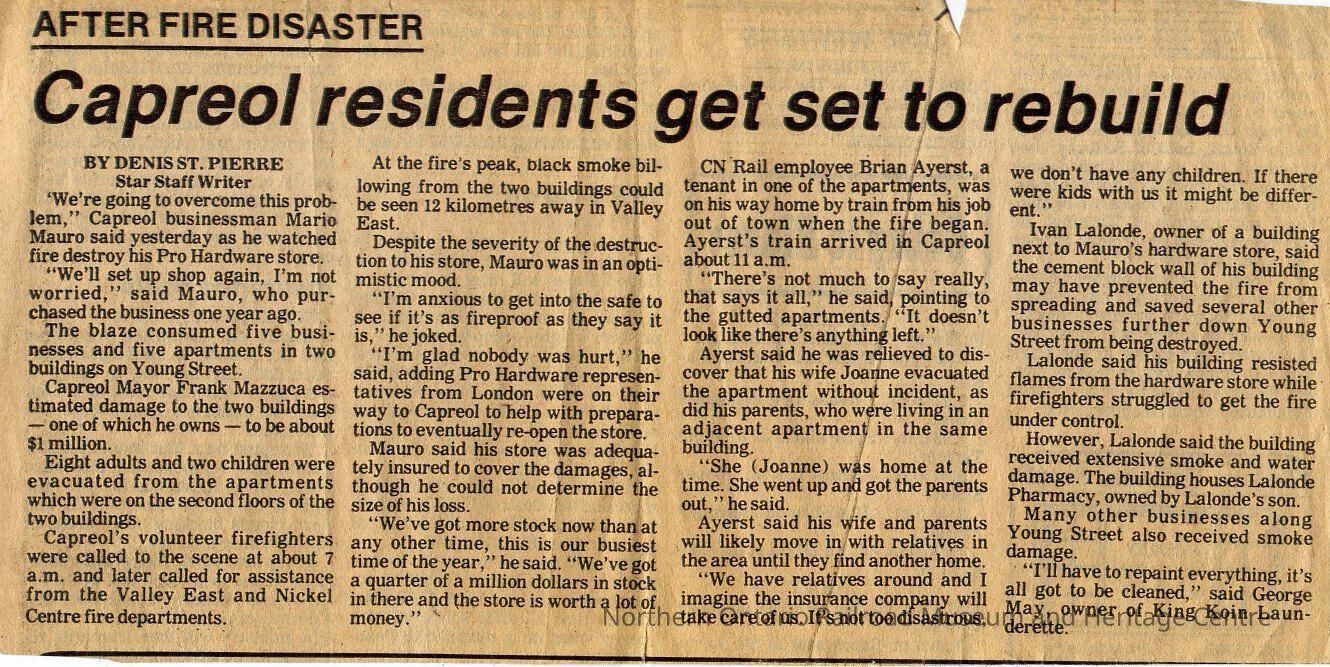 AFTER FIRE DISASTER
Capreol residents get set to rebuild
BY DENIS ST. PIERRE
Star Staff Writer
'We're going to overcome this prob-
lem,'' Capreol businessman Mario
Mauro said yesterday as he watched
fire destroy his Pro Hardware store.
“We'll set up shop again, I'm not
worried,'' said Mauro, who pur-
chased the business one year ago.
The blaze consumed five busi-
nesses and five apartments in two
buildings on Young Street.
Capreol Mayor Frank Mazzuca es-
timated damage to the two buildings
— one of which he owns — to be about
$1 million.
Eight adults and two children were
evacuated from the apartments
which were on the second floors of the
two buildings.
Capreol's volunteer firefighters
were called to the scene at about 7
a.m. and later called for assistance
from the Valley East and Nickel
Centre fire departments.
At the fire's peak, black smoke bil-
lowing from the two buildings could
be seen 12 kilometres away in Valley
East.
Despite the severity of the destruc-
tion to his store, Mauro was in an opti-
mistic mood.
“I'm anxious to get into the safe to
see if it's as fireproof as they say it
is,'' he joked.
“I'm glad nobody was hurt,'' he
said, adding Pro Hardware represen-
tatives from London were on their
way to Capreol to help with prepara-
tions to eventually re-open the store.
Mauro said his store was adequa-
tely insured to cover the damages, al-
though he could not determine the
size of his loss.
“We've got more stock now than at
any other time, this is our busiest
time of the year,'' he said. “We've got
a quarter of a million dollars in stock
in there and the store is worth a lot of
money.''
CN Rail employee Brian Ayerst, a
tenant in one of the apartments, was
on his way home by train from his job
out of town when the fire began.
Ayerst's train arrived in Capreol
about 11 a.m.
“There's not much to say really,
that says it all,'' he said, pointing to
the gutted apartments. “It doesn't
look like there's anything left.''
Ayerst said he was relieved to dis-
cover that his wife Joanne evacuated
the apartment without incident, as
did his parents, who were living in an
adjacent apartment in the same
building.
“She (Joanne) was home at the
time. She went up and got the parents
out,'' he said.
Ayerst said his wife and parents
will likely move in with relatives in
the area until they find another home.
“We have relatives around and I
imagine the insurance company will
take care of us. It's not too disastrous,
we don't have any children. If there
were kids with us it might be differ-
ent.''
Ivan Lalonde, owner of a building
next to Mauro's hardware store, said
the cement block wall of his building
may have prevented the fire from
spreading and saved several other
businesses further down Young
Street from being destroyed.
Lalonde said his building resisted
flames from the hardware store while
firefighters struggled to get the fire
under control.
However, Lalonde said the building
received extensive smoke and water
damage. The building houses Lalonde
Pharmacy, owned by Lalonde's son.
Many other businesses along
Young Street also received smoke
damage.
“I'll have to repaint everything, it's
all got to be cleaned,'' said George
May, owner of King Koin Laun-
derette.
Northern Ontario Railroad Museum and Heritage Centre